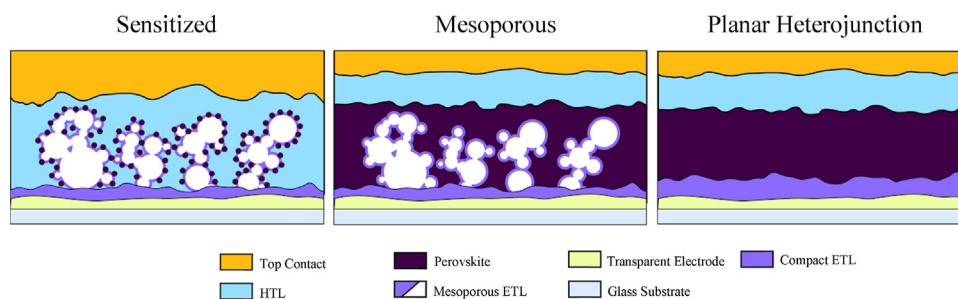 Sensitized
Mesoporous
Planar Heterojunction
Top Contact
Perovskite
Transparent Electrode
Compact ETL
HTL
Mesoporous ETL
Glass Substrate